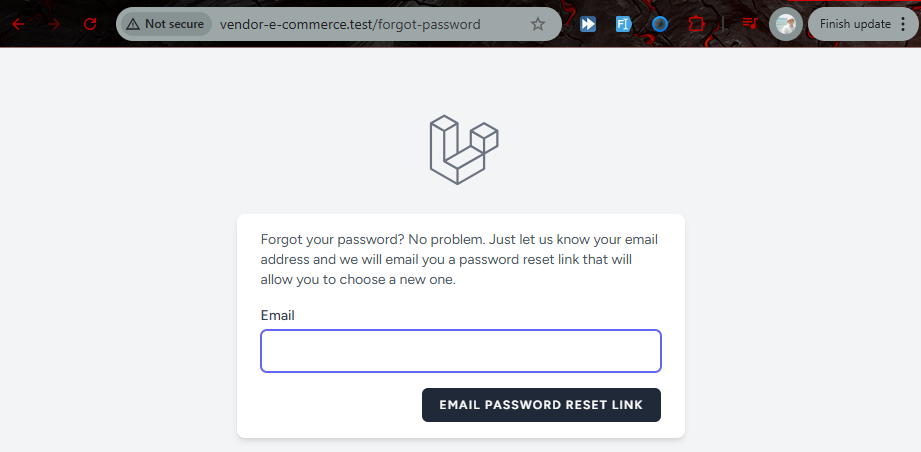 Not secure
vendor-e-commerce.test/forgot-password
Finish update
Forgot your password? No problem. Just let us know your email
address and we will email you a password reset link that will
allow you to choose a new one.
Email
EMAIL PASSWORD RESET LINK